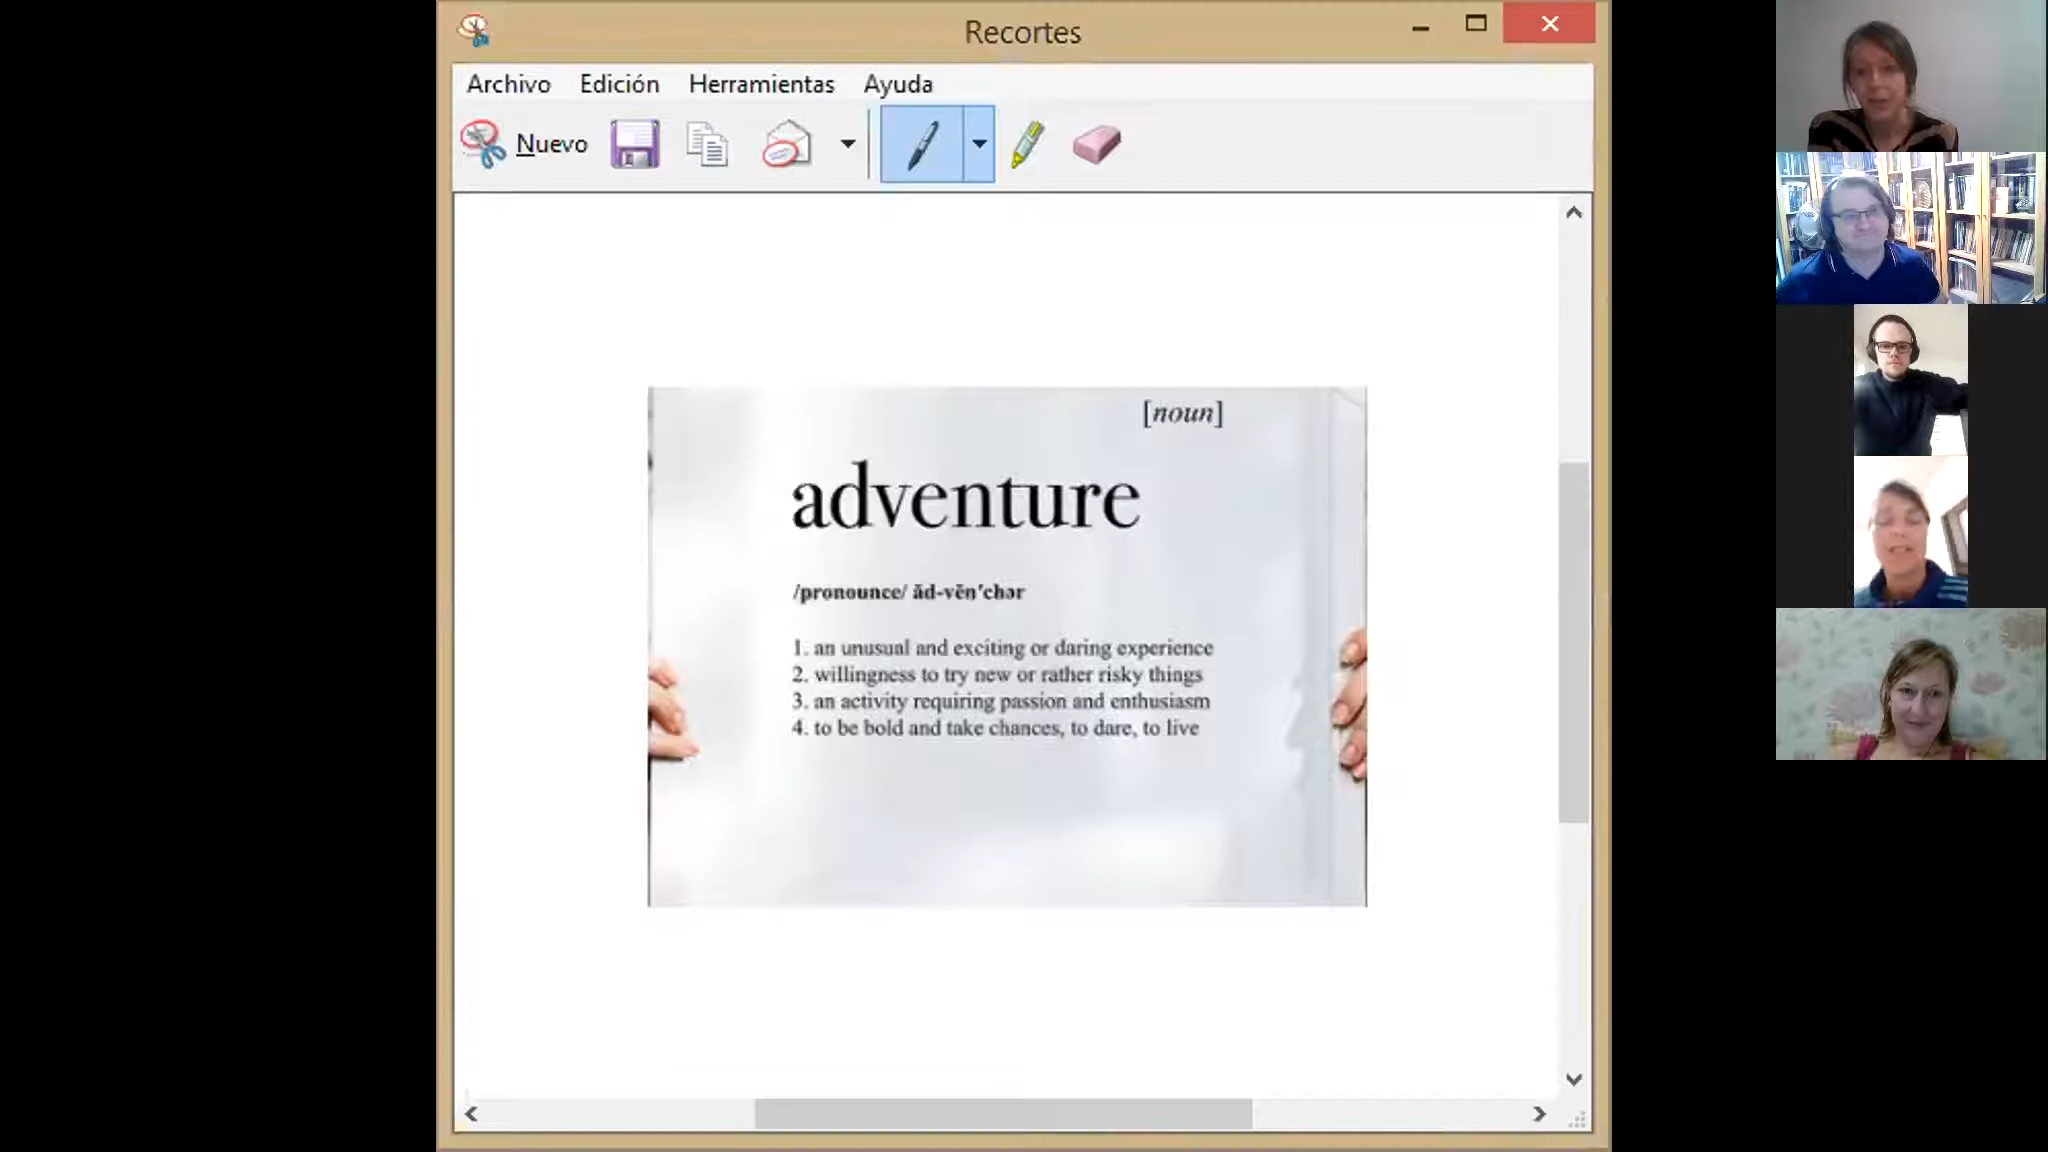 Recortes
Archivo Edición Herramientas Ayuda
Nuevo
[noun]
adventure
/pronounce/ ăd-vĕn′chər
1. an unusual and exciting or daring experience
2. willingness to try new or rather risky things
3. an activity requiring passion and enthusiasm
4. to be bold and take chances, to dare, to live